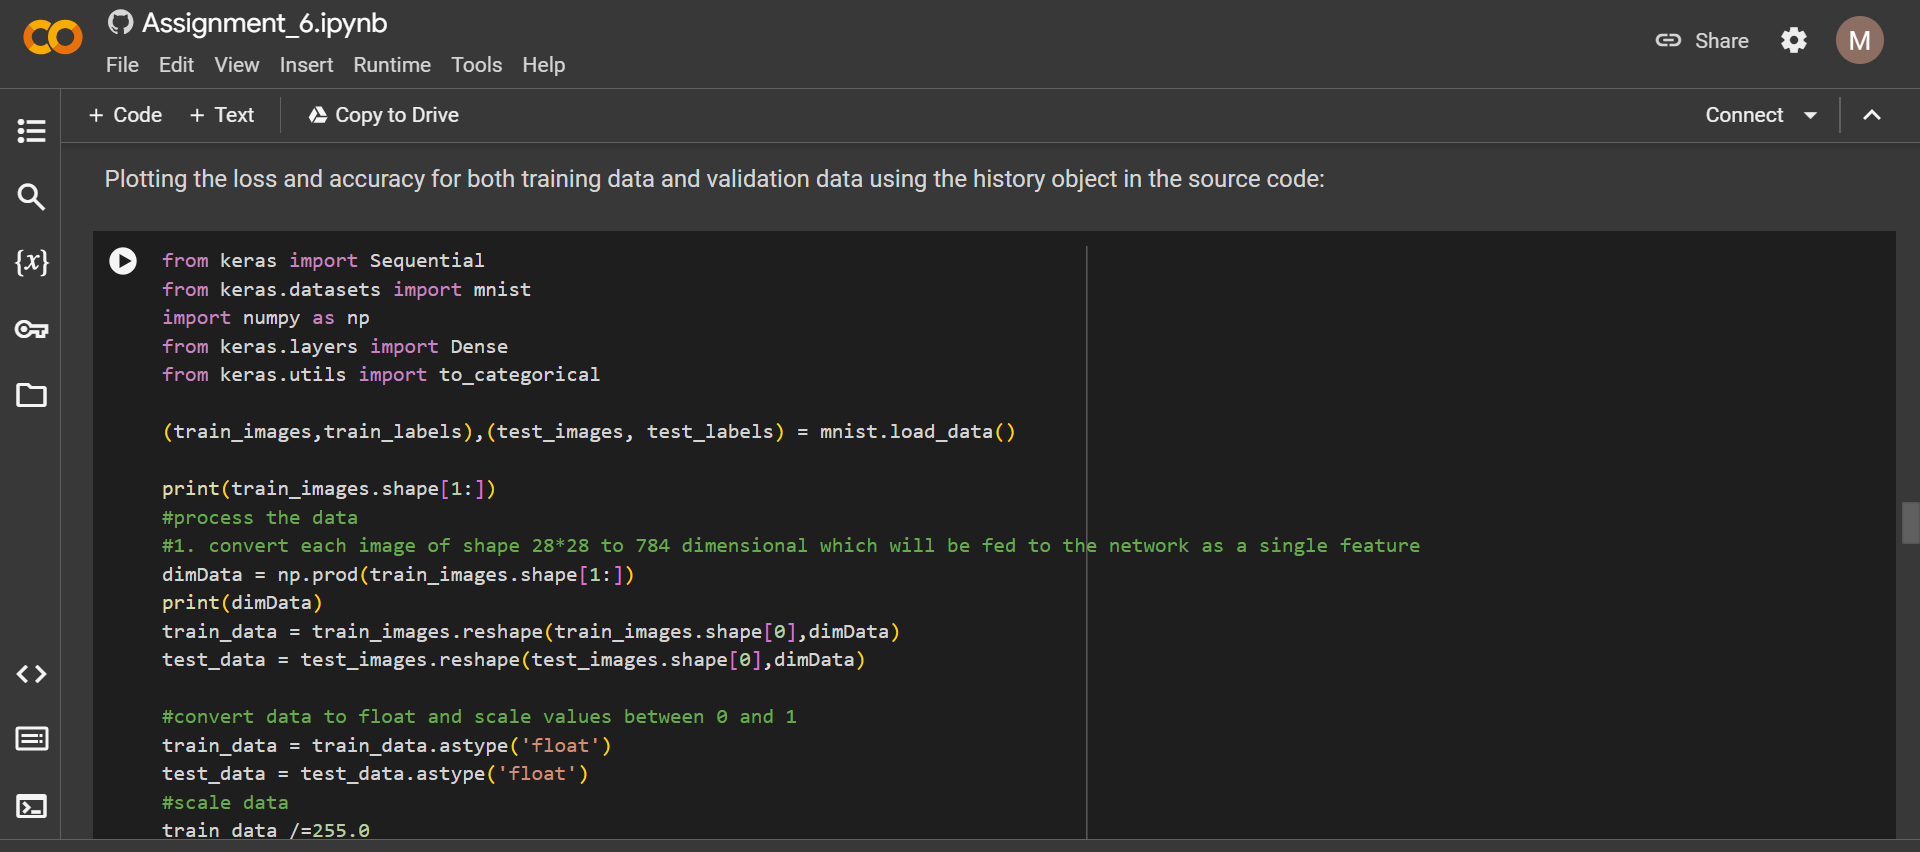 Assignment_6.ipynb
File Edit View Insert Runtime Tools Help
Share
M
+ Code + Text Copy to Drive
Connect
{x}
Plotting the loss and accuracy for both training data and validation data using the history object in the source code:
from keras import Sequential
from keras.datasets import mnist
import numpy as np
from keras.layers import Dense
from keras.utils import to_categorical
(train_images,train_labels),(test_images, test_labels) = mnist.load_data()
print(train_images.shape[1:])
#process the data
#1. convert each image of shape 28*28 to 784 dimensional which will be fed to the network as a single feature
dimData = np.prod(train_images.shape[1:])
print(dimData)
train_data = train_images.reshape(train_images.shape[0],dimData)
test_data = test_images.reshape(test_images.shape[0],dimData)
#convert data to float and scale values between 0 and 1
train_data = train_data.astype('float')
test_data = test_data.astype('float')
#scale data
train_data /=255.0